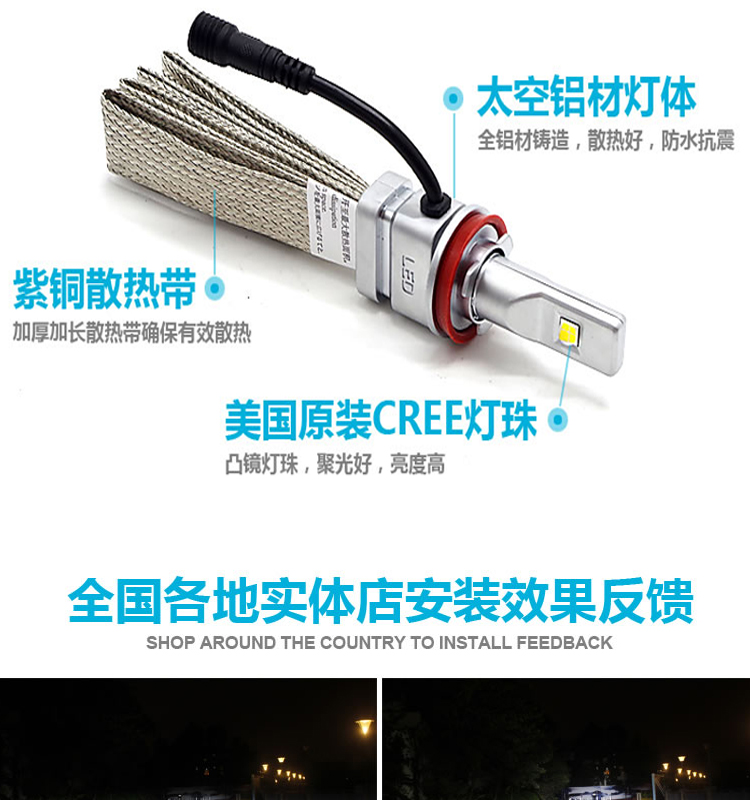 太空铝材灯体
全铝材铸造，散热好，防水抗震
LED
紫铜散热带
加厚加长散热带确保有效散热
美国原装CREE灯珠
凸镜灯珠，聚光好，亮度高
全国各地实体店安装效果反馈
SHOP AROUND THE COUNTRY TO INSTALL FEEDBACK